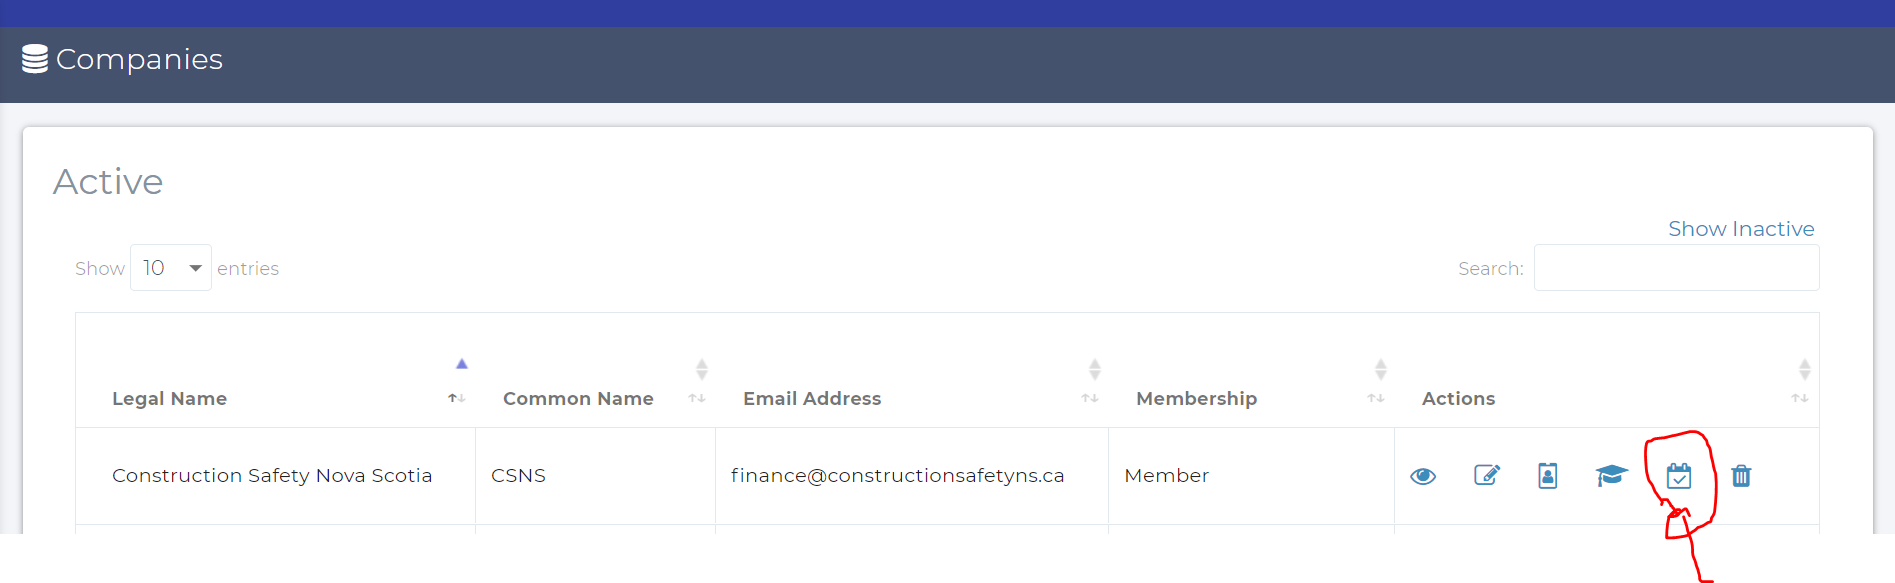 Companies
Active
Show Inactive
Show 10 entries
Search:
Legal Name Common Name Email Address Membership Actions
Construction Safety Nova Scotia CSNS finance@constructionsafetyns.ca Member